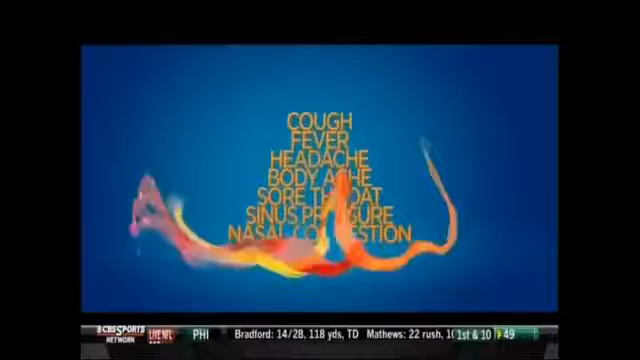 COUGH
FEVER
HEADACHE
BODY ACHE
SORE THROAT
SINUS PRESSURE
NASAL CONGESTION
CBS SPORTS
NETWORK
LIVE NFL
PHI
Bradford: 14/28, 118 yds, TD Mathews: 22 rush, 10
1st & 10
49